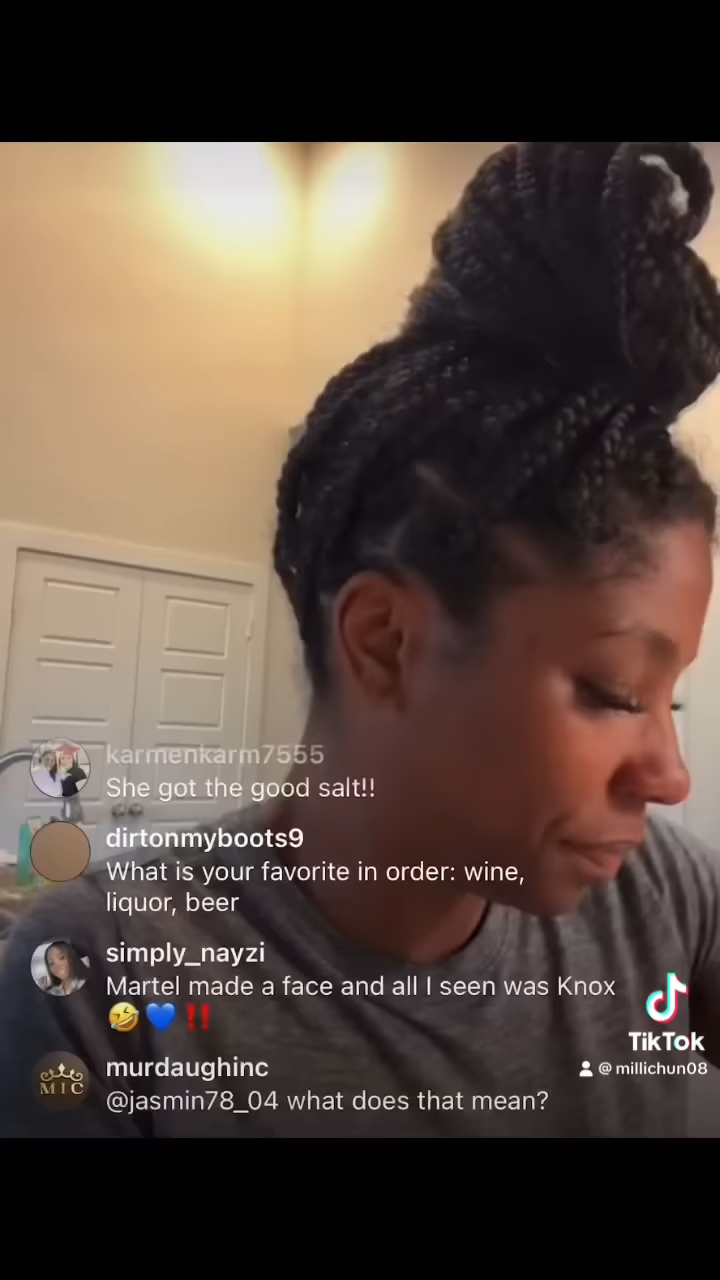 karmenkarm7555
She got the good salt!!
dirtonmyboots9
What is your favorite in order: wine,
liquor, beer
simply_nayzi
Martel made a face and all I seen was Knox
🤣💙‼️
murdaughinc
@jasmin78_04 what does that mean?
MIC
TikTok
@millichun08